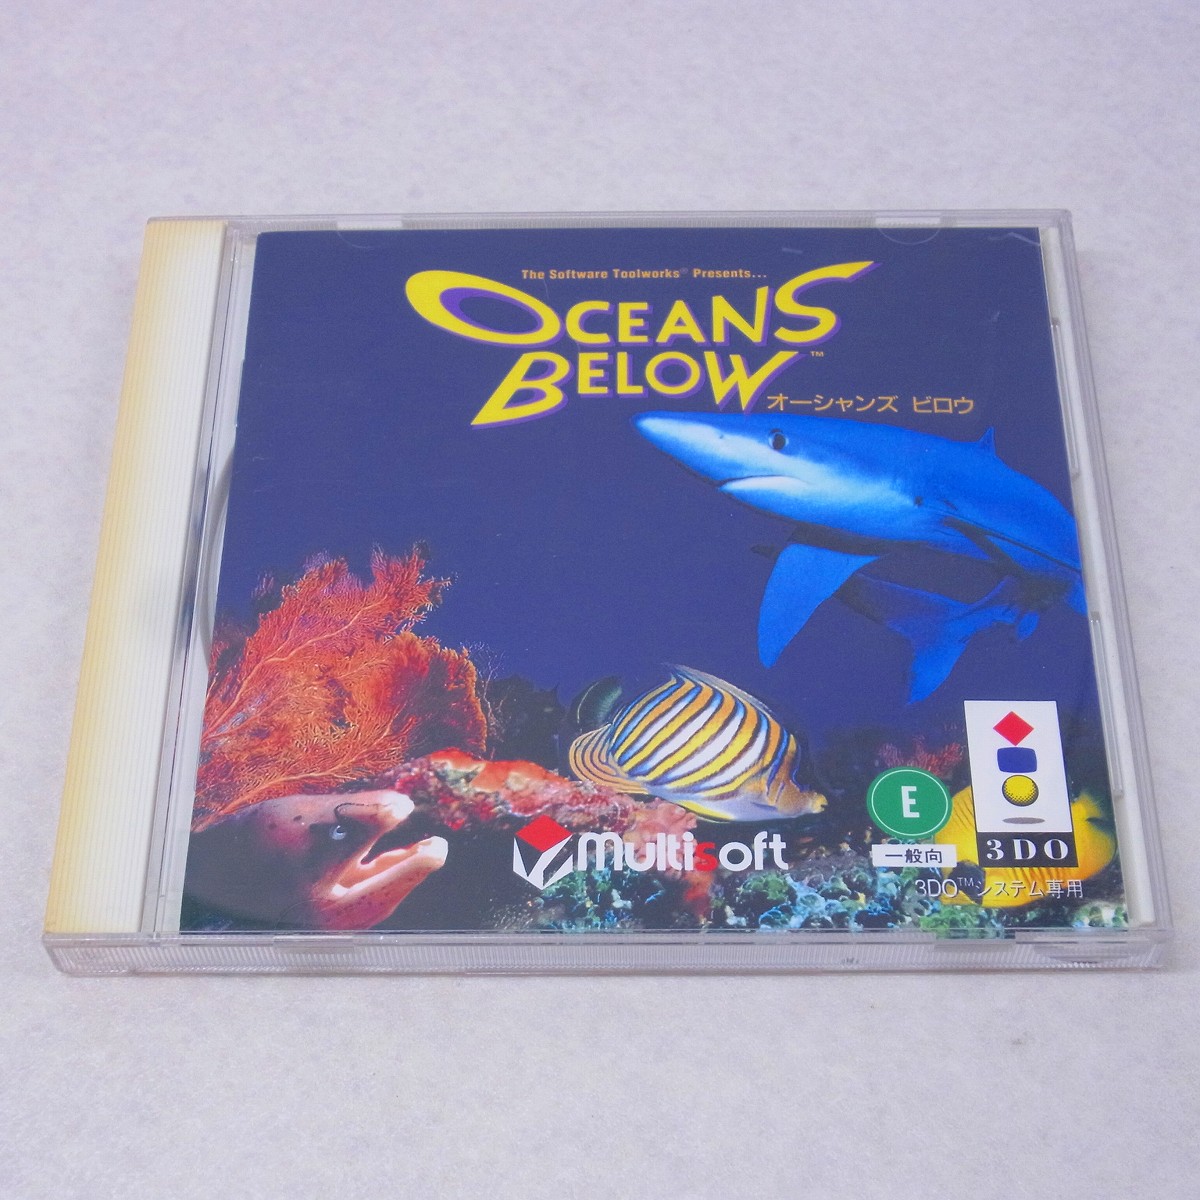 The Software Toolworks® Presents...
OCEANS
BELOW™
オーシャンズ ビロウ
E
一般向
Multisoft
3DO
3DO™システム専用